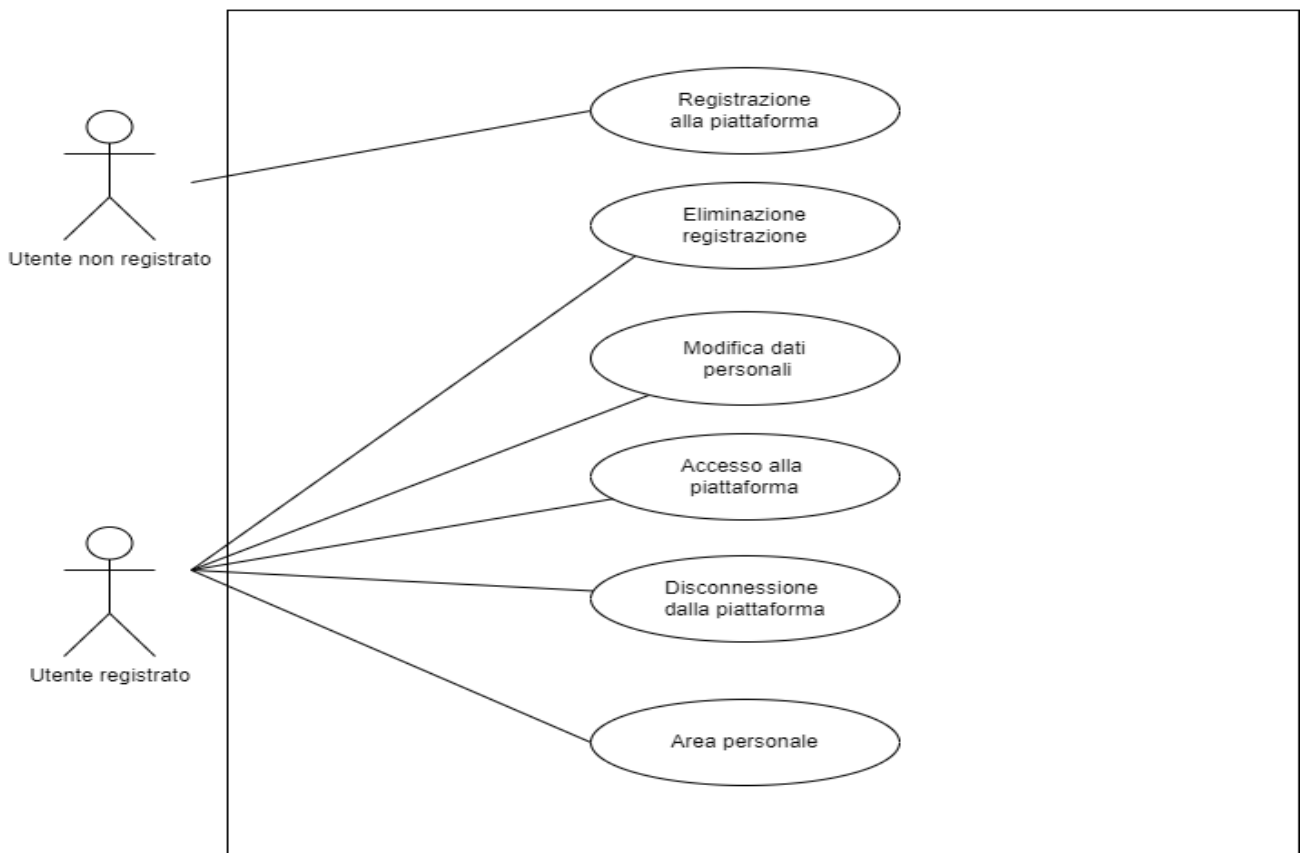 Registrazione
alla piattaforma
Utente non registrato
Eliminazione
registrazione
Modifica dati
personali
Accesso alla
piattaforma
Disconnessione
dalla piattaforma
Utente registrato
Area personale